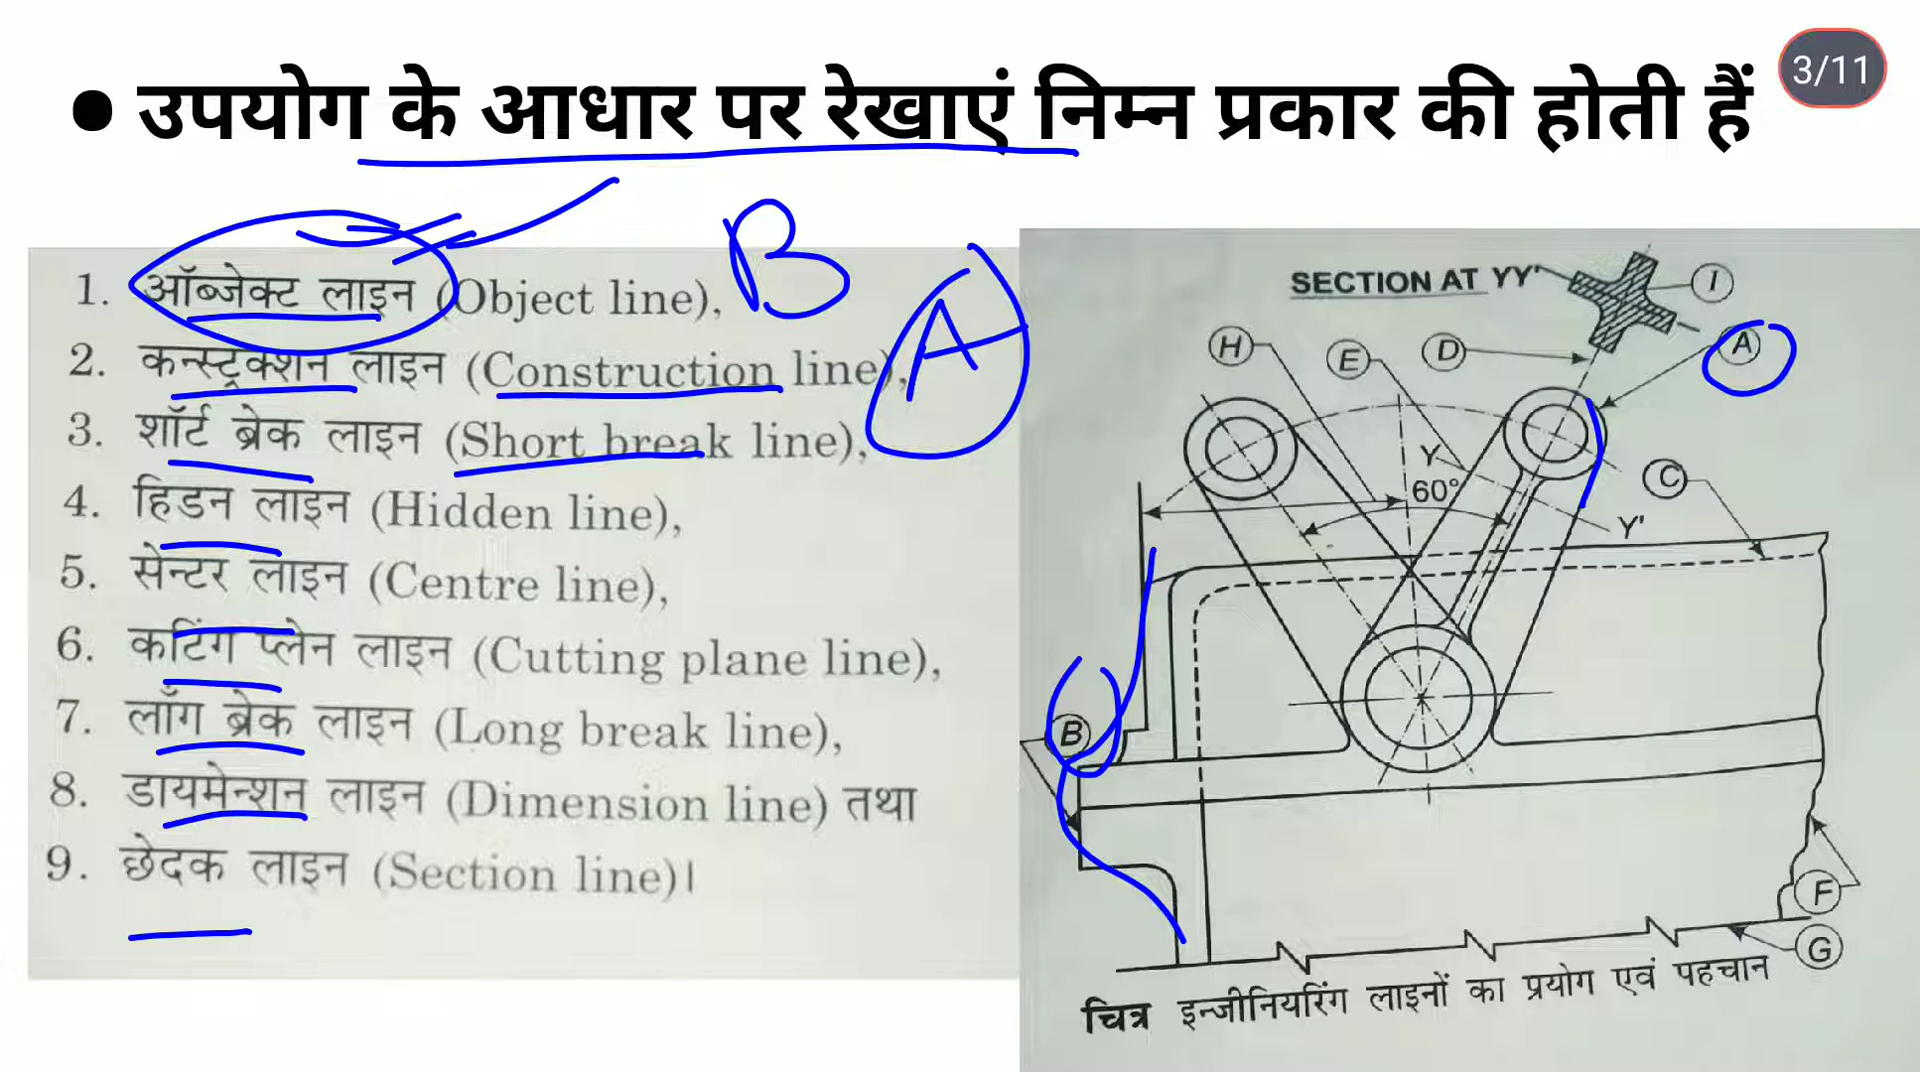 • उपयोग के आधार पर रेखाएं निम्न प्रकार की होती हैं
3/11
1. ऑब्जेक्ट लाइन (Object line),
2. कन्स्ट्रक्शन लाइन (Construction line),
3. शॉर्ट ब्रेक लाइन (Short break line),
4. हिडन लाइन (Hidden line),
5. सेन्टर लाइन (Centre line),
6. कटिंग प्लेन लाइन (Cutting plane line),
7. लाँग ब्रेक लाइन (Long break line),
8. डायमेन्शन लाइन (Dimension line) तथा
9. छेदक लाइन (Section line)।
B
A
SECTION AT YY'
I
H
E
D
A
Y
60°
C
Y'
B
F
G
चित्र इन्जीनियरिंग लाइनों का प्रयोग एवं पहचान